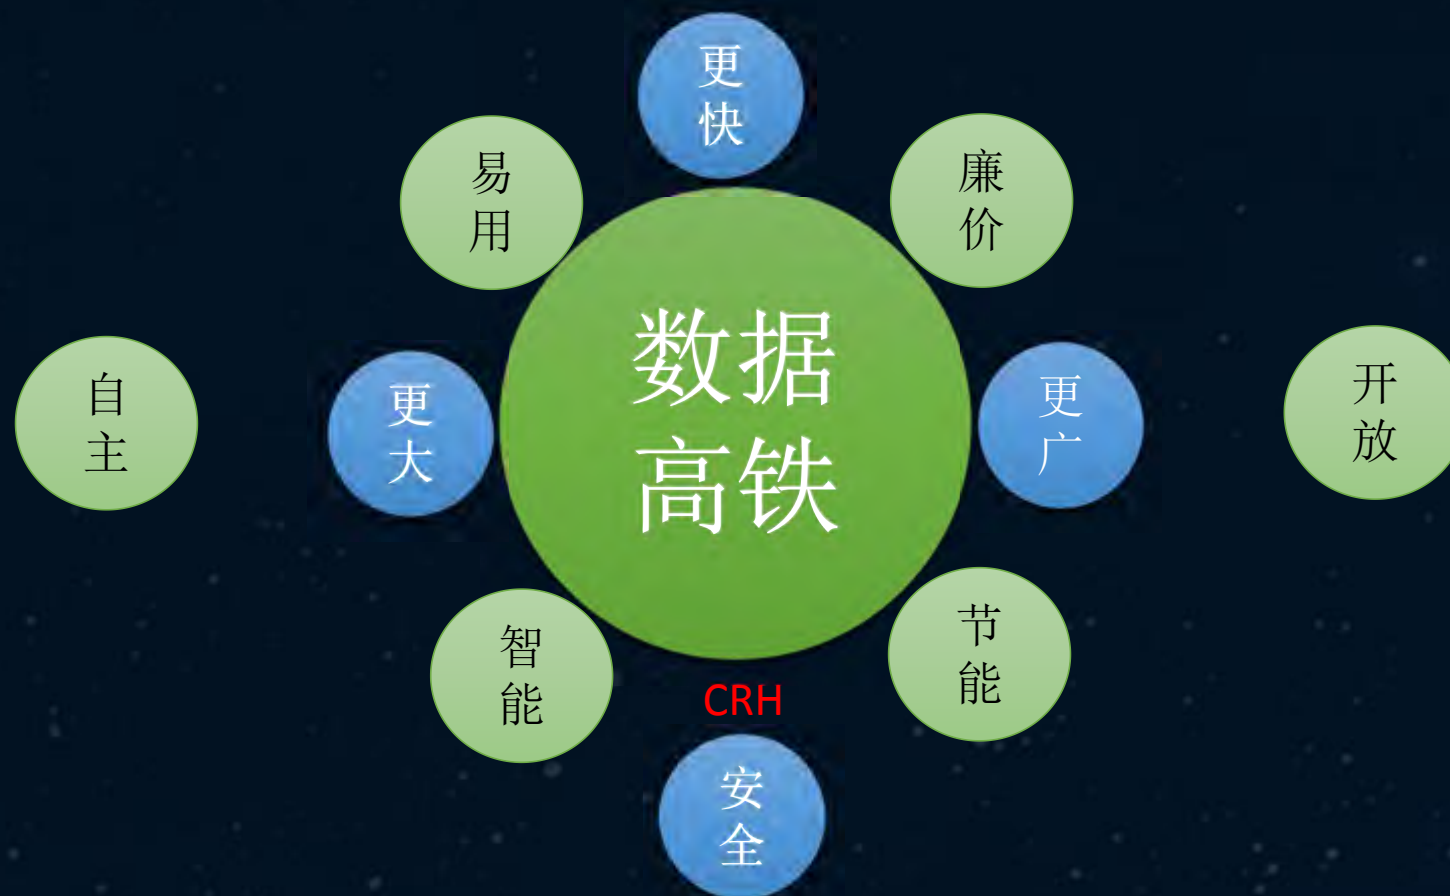 更
快
易
用
廉
价
数据
高铁
自
主
更
大
更
广
开
放
智
能
节
能
CRH
安
全